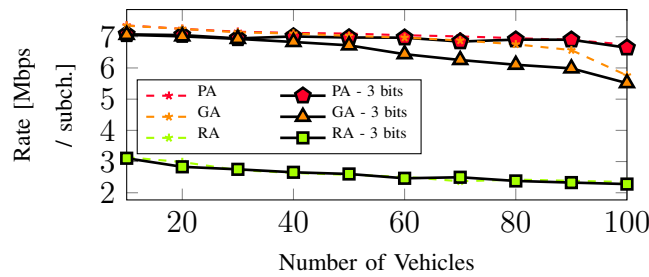 7
6
5
4
3
2
Rate [Mbps
/ subch.]
PA
GA
RA
PA - 3 bits
GA - 3 bits
RA - 3 bits
20 40 60 80 100
Number of Vehicles